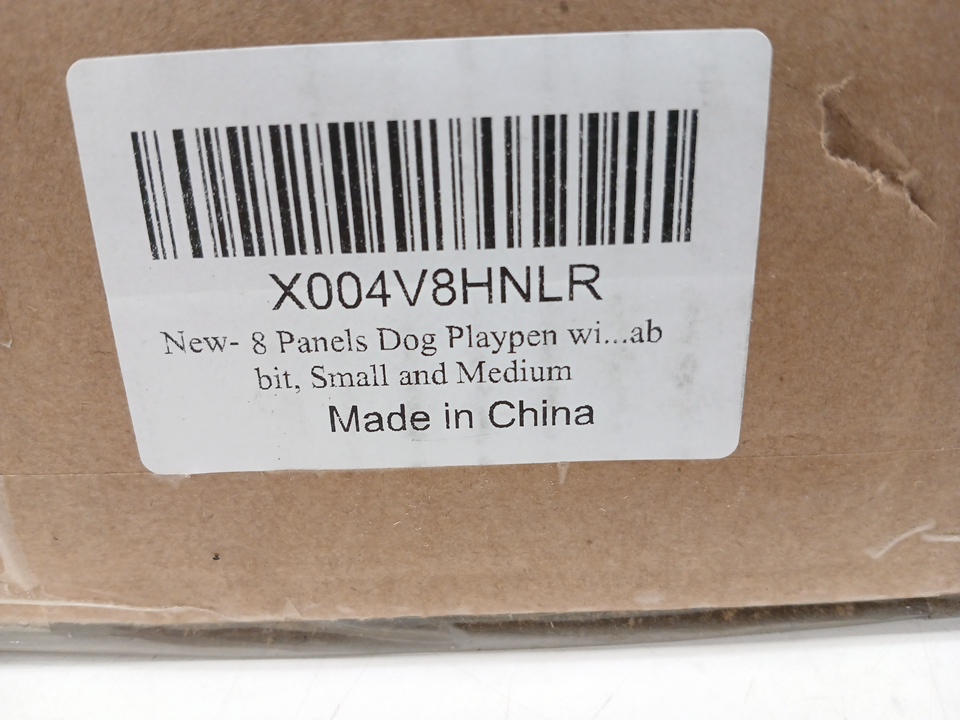 X004V8HNLR
New- 8 Panels Dog Playpen wi...ab
bit, Small and Medium
Made in China